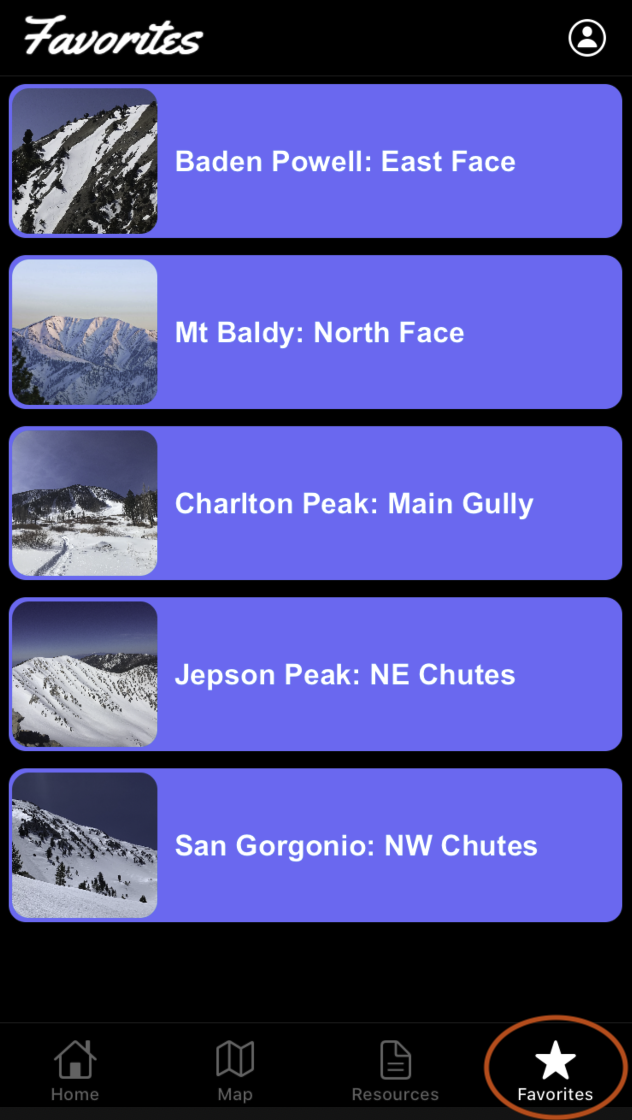 Favorites
Baden Powell: East Face
Mt Baldy: North Face
Charlton Peak: Main Gully
Jepson Peak: NE Chutes
San Gorgonio: NW Chutes
Home Map Resources Favorites